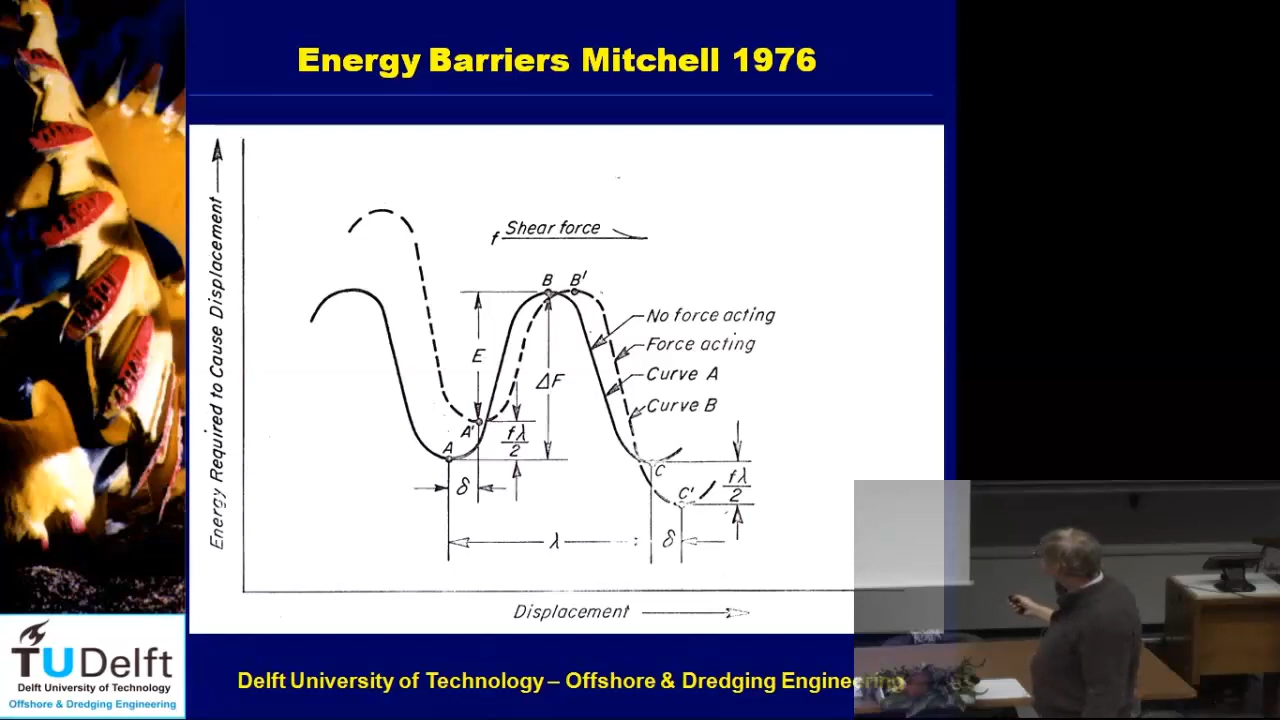 Energy Barriers Mitchell 1976
Energy Required to Cause Displacement
f Shear force
B B'
No force acting
Force acting
Curve A
Curve B
E
ΔF
A'
A
fλ
2
C
C'
fλ
2
δ
λ
δ
Displacement
TU Delft
Delft University of Technology
Offshore & Dredging Engineering
Delft University of Technology – Offshore & Dredging Engineering